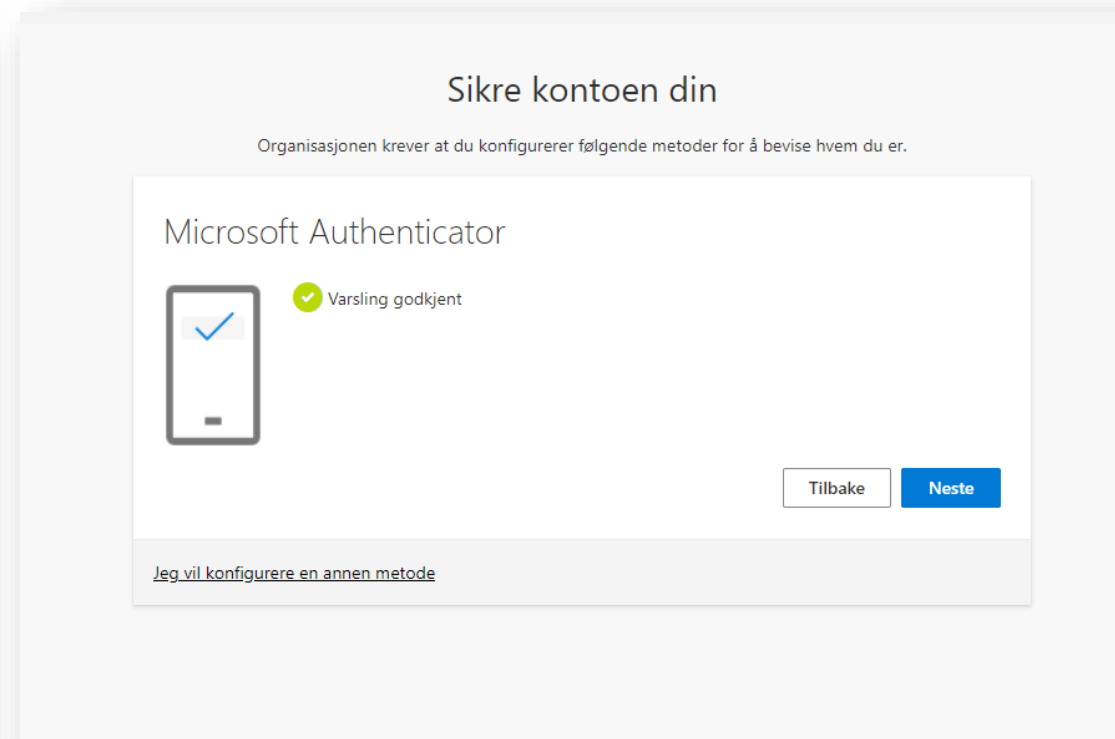 Sikre kontoen din
Organisasjonen krever at du konfigurerer følgende metoder for å bevise hvem du er.
Microsoft Authenticator
Varsling godkjent
Tilbake
Neste
Jeg vil konfigurere en annen metode